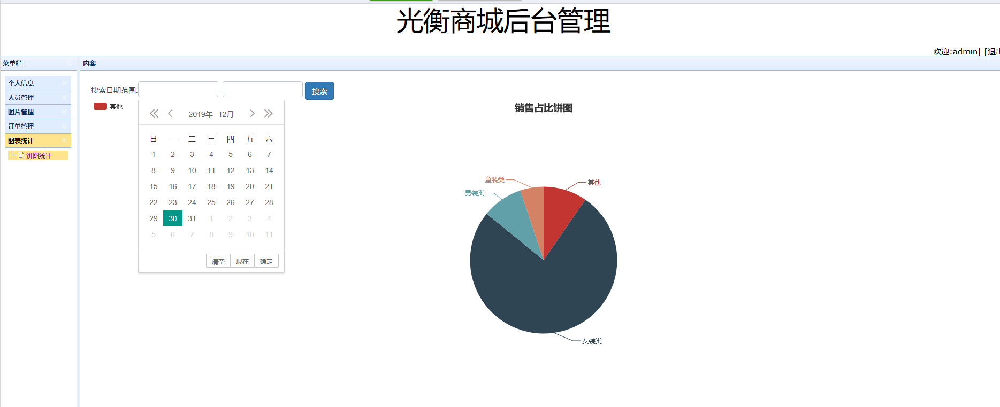 光衡商城后台管理
欢迎:admin| [退出
菜单栏
内容
个人信息
人员管理
图片管理
订单管理
图表统计
饼图统计
搜索日期范围: - 搜索
其他
2019年 12月
日 一 二 三 四 五 六
1 2 3 4 5 6 7
8 9 10 11 12 13 14
15 16 17 18 19 20 21
22 23 24 25 26 27 28
29 30 31 1 2 3 4
5 6 7 8 9 10 11
清空 现在 确定
销售占比饼图
童装类
其他
男装类
女装类